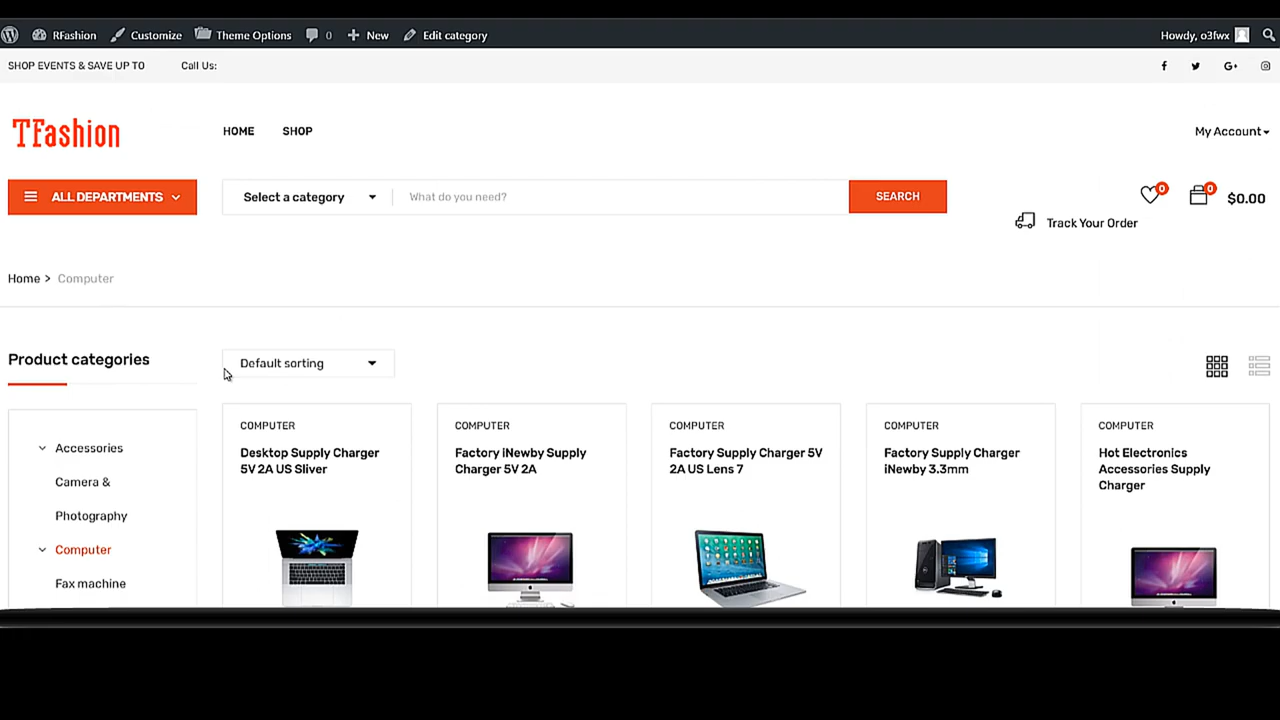 RFashion Customize Theme Options 0 New Edit category Howdy, o3fwx
SHOP EVENTS & SAVE UP TO Call Us:
TFashion HOME SHOP My Account
ALL DEPARTMENTS Select a category What do you need? SEARCH 0 0 $0.00
Track Your Order
Home > Computer
Product categories Default sorting
Accessories
Camera &
Photography
Computer
Fax machine
COMPUTER
Desktop Supply Charger
5V 2A US Sliver
COMPUTER
Factory iNewby Supply
Charger 5V 2A
COMPUTER
Factory Supply Charger 5V
2A US Lens 7
COMPUTER
Factory Supply Charger
iNewby 3.3mm
COMPUTER
Hot Electronics
Accessories Supply
Charger